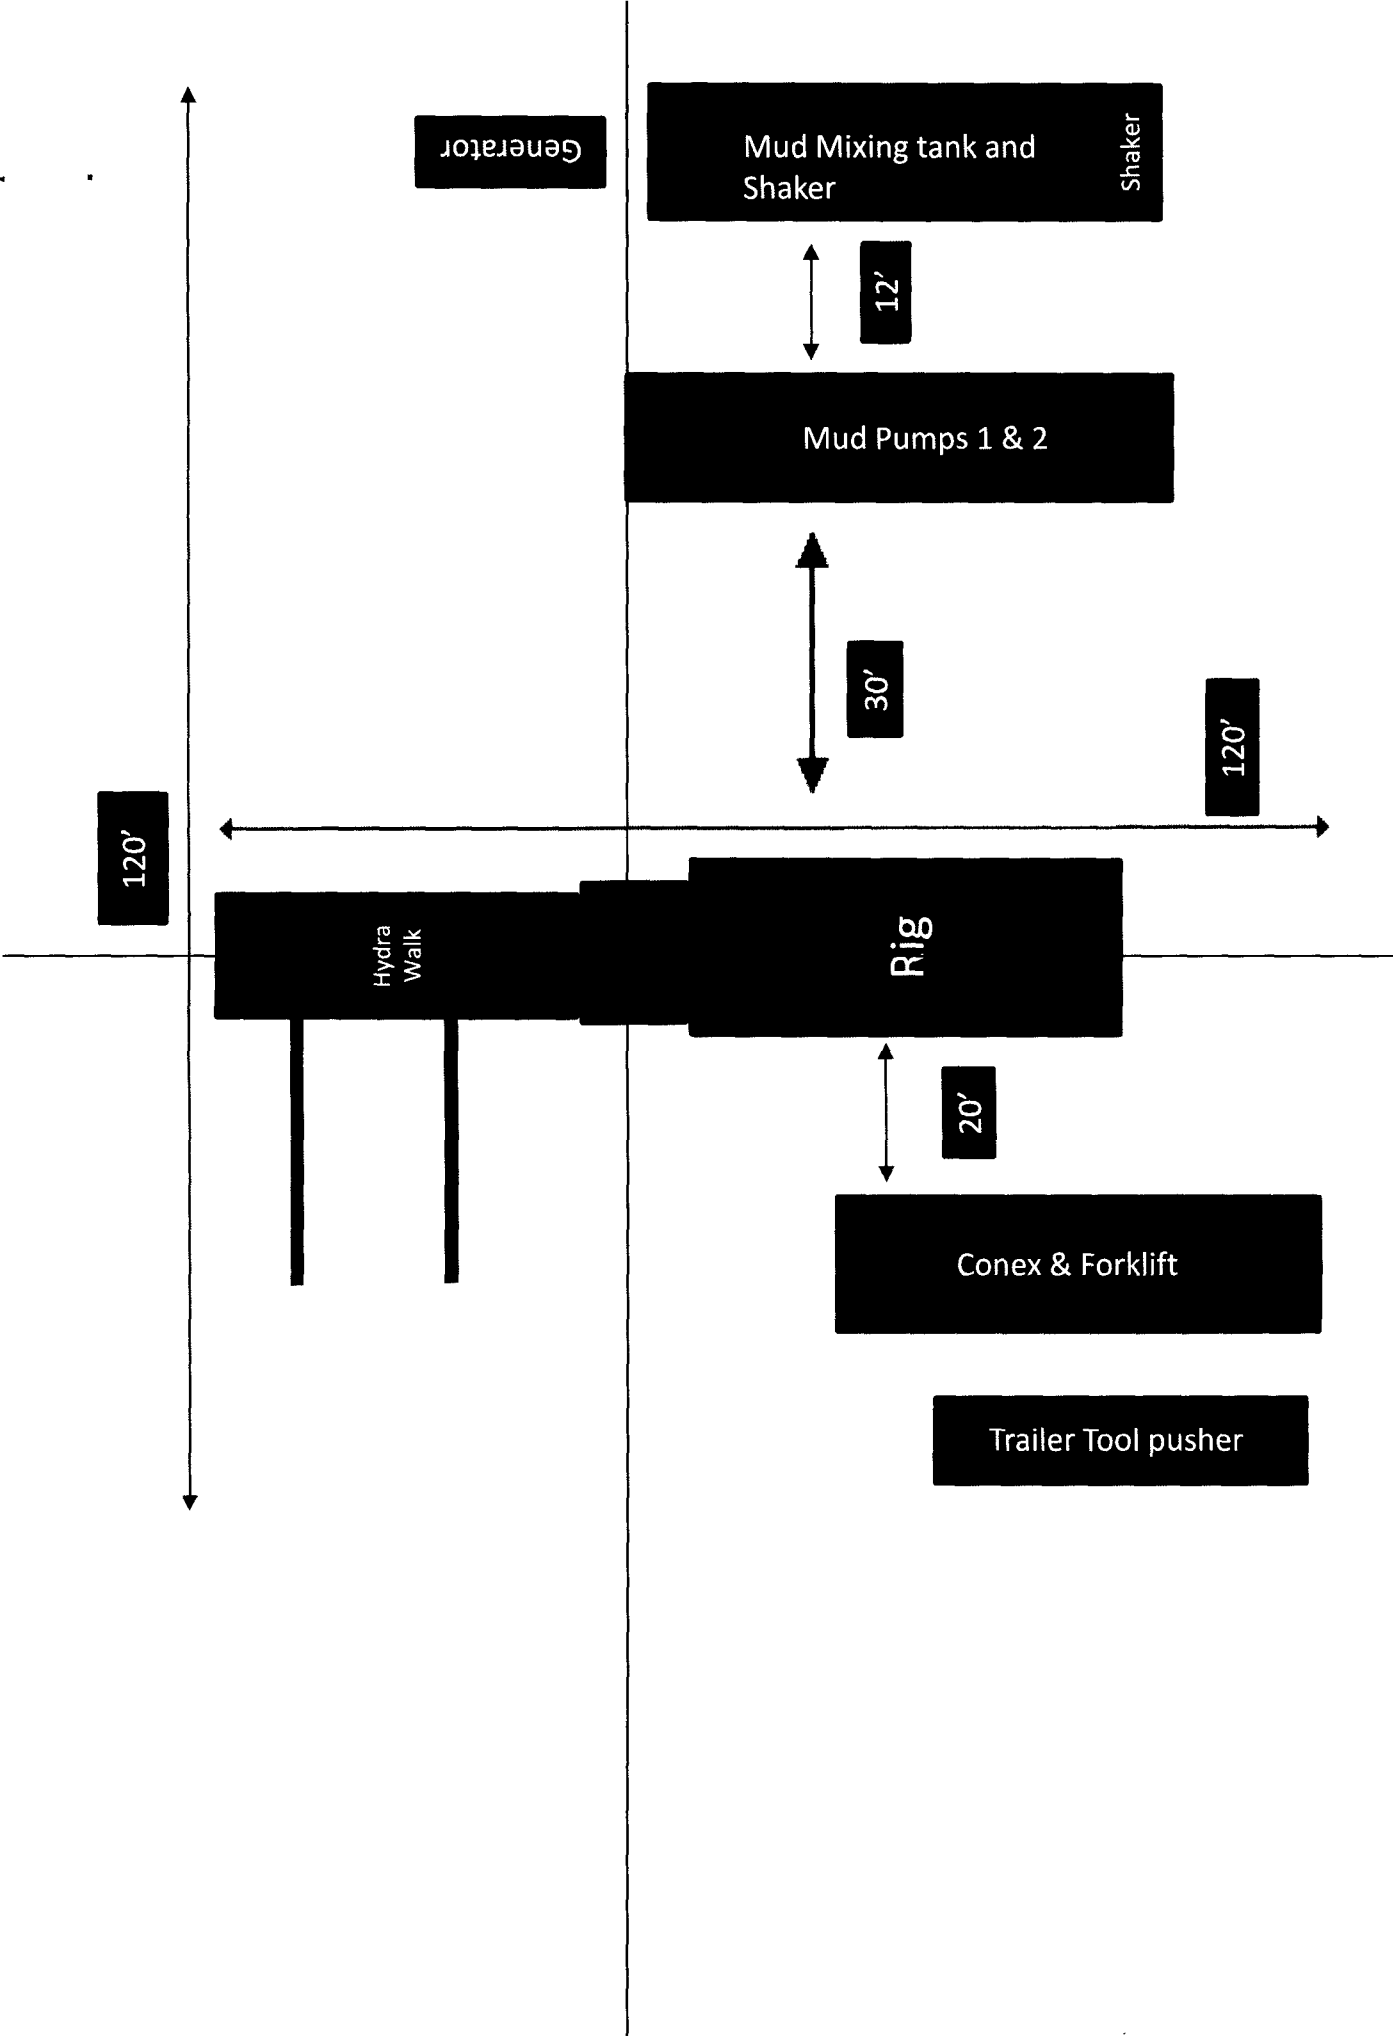 Generator
Mud Mixing tank and
Shaker
Shaker
12'
Mud Pumps 1 & 2
30'
120'
120'
Hydra
Walk
Rig
20'
Conex & Forklift
Trailer Tool pusher